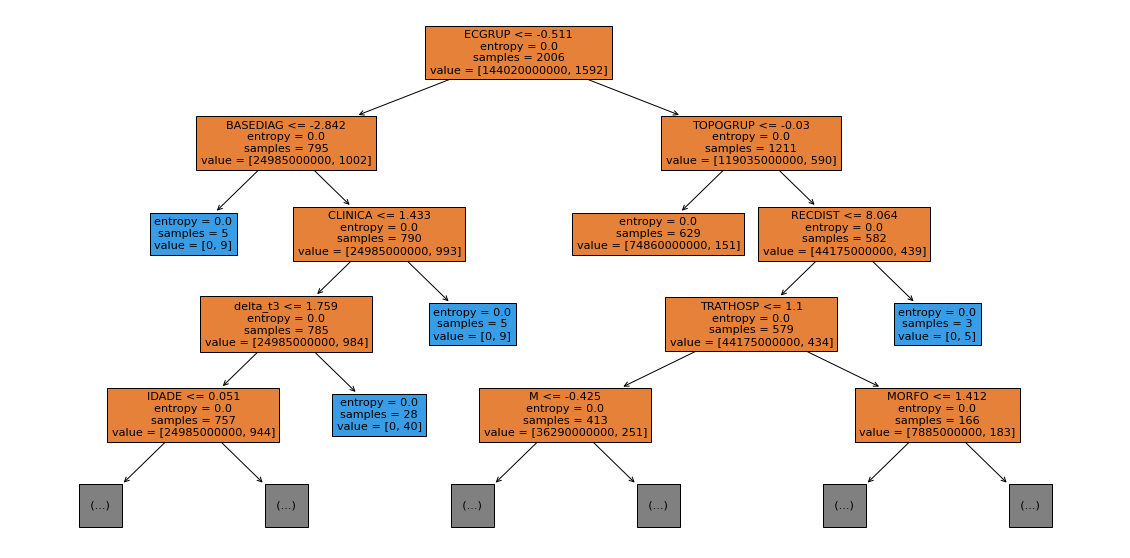 ECGRUP <= -0.511
entropy = 0.0
samples = 2006
value = [144020000000, 1592]
BASEDIAG <= -2.842
entropy = 0.0
samples = 795
value = [24985000000, 1002]
TOPOGRUP <= -0.03
entropy = 0.0
samples = 1211
value = [119035000000, 590]
entropy = 0.0
samples = 5
value = [0, 9]
CLINICA <= 1.433
entropy = 0.0
samples = 790
value = [24985000000, 993]
entropy = 0.0
samples = 629
value = [74860000000, 151]
RECDIST <= 8.064
entropy = 0.0
samples = 582
value = [44175000000, 439]
delta_t3 <= 1.759
entropy = 0.0
samples = 785
value = [24985000000, 984]
entropy = 0.0
samples = 5
value = [0, 9]
TRATHOSP <= 1.1
entropy = 0.0
samples = 579
value = [44175000000, 434]
entropy = 0.0
samples = 3
value = [0, 5]
IDADE <= 0.051
entropy = 0.0
samples = 757
value = [24985000000, 944]
entropy = 0.0
samples = 28
value = [0, 40]
M <= -0.425
entropy = 0.0
samples = 413
value = [36290000000, 251]
MORFO <= 1.412
entropy = 0.0
samples = 166
value = [7885000000, 183]
(...)
(...)
(...)
(...)
(...)
(...)